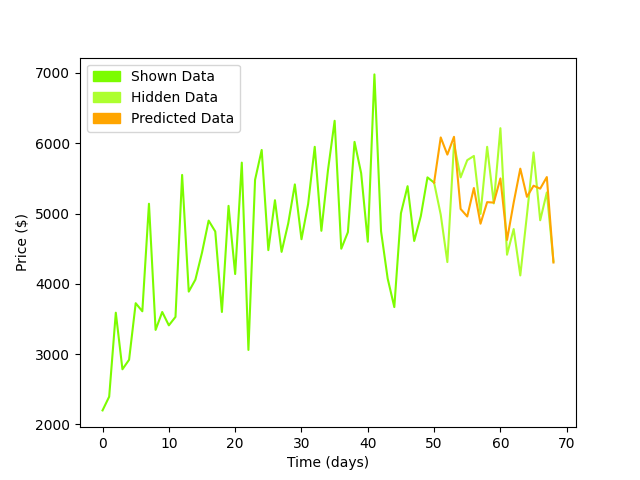 7000
6000
5000
4000
3000
2000
Price ($)
Shown Data
Hidden Data
Predicted Data
0 10 20 30 40 50 60 70
Time (days)